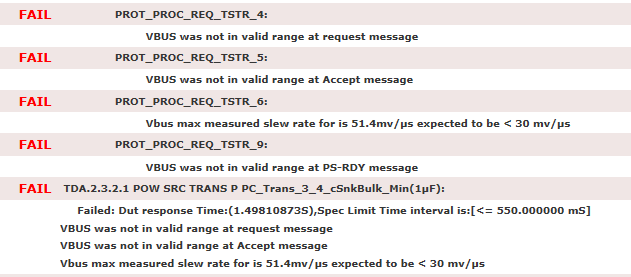 FAIL PROT_PROC_REQ_TSTR_4:
VBUS was not in valid range at request message
FAIL PROT_PROC_REQ_TSTR_5:
VBUS was not in valid range at Accept message
FAIL PROT_PROC_REQ_TSTR_6:
Vbus max measured slew rate for is 51.4mv/µs expected to be < 30 mv/µs
FAIL PROT_PROC_REQ_TSTR_9:
VBUS was not in valid range at PS-RDY message
FAIL TDA.2.3.2.1 POW SRC TRANS P PC_Trans_3_4_cSnkBulk_Min(1µF):
Failed: Dut response Time:(1.49810873S),Spec Limit Time interval is:[<= 550.000000 mS]
VBUS was not in valid range at request message
VBUS was not in valid range at Accept message
Vbus max measured slew rate for is 51.4mv/µs expected to be < 30 mv/µs